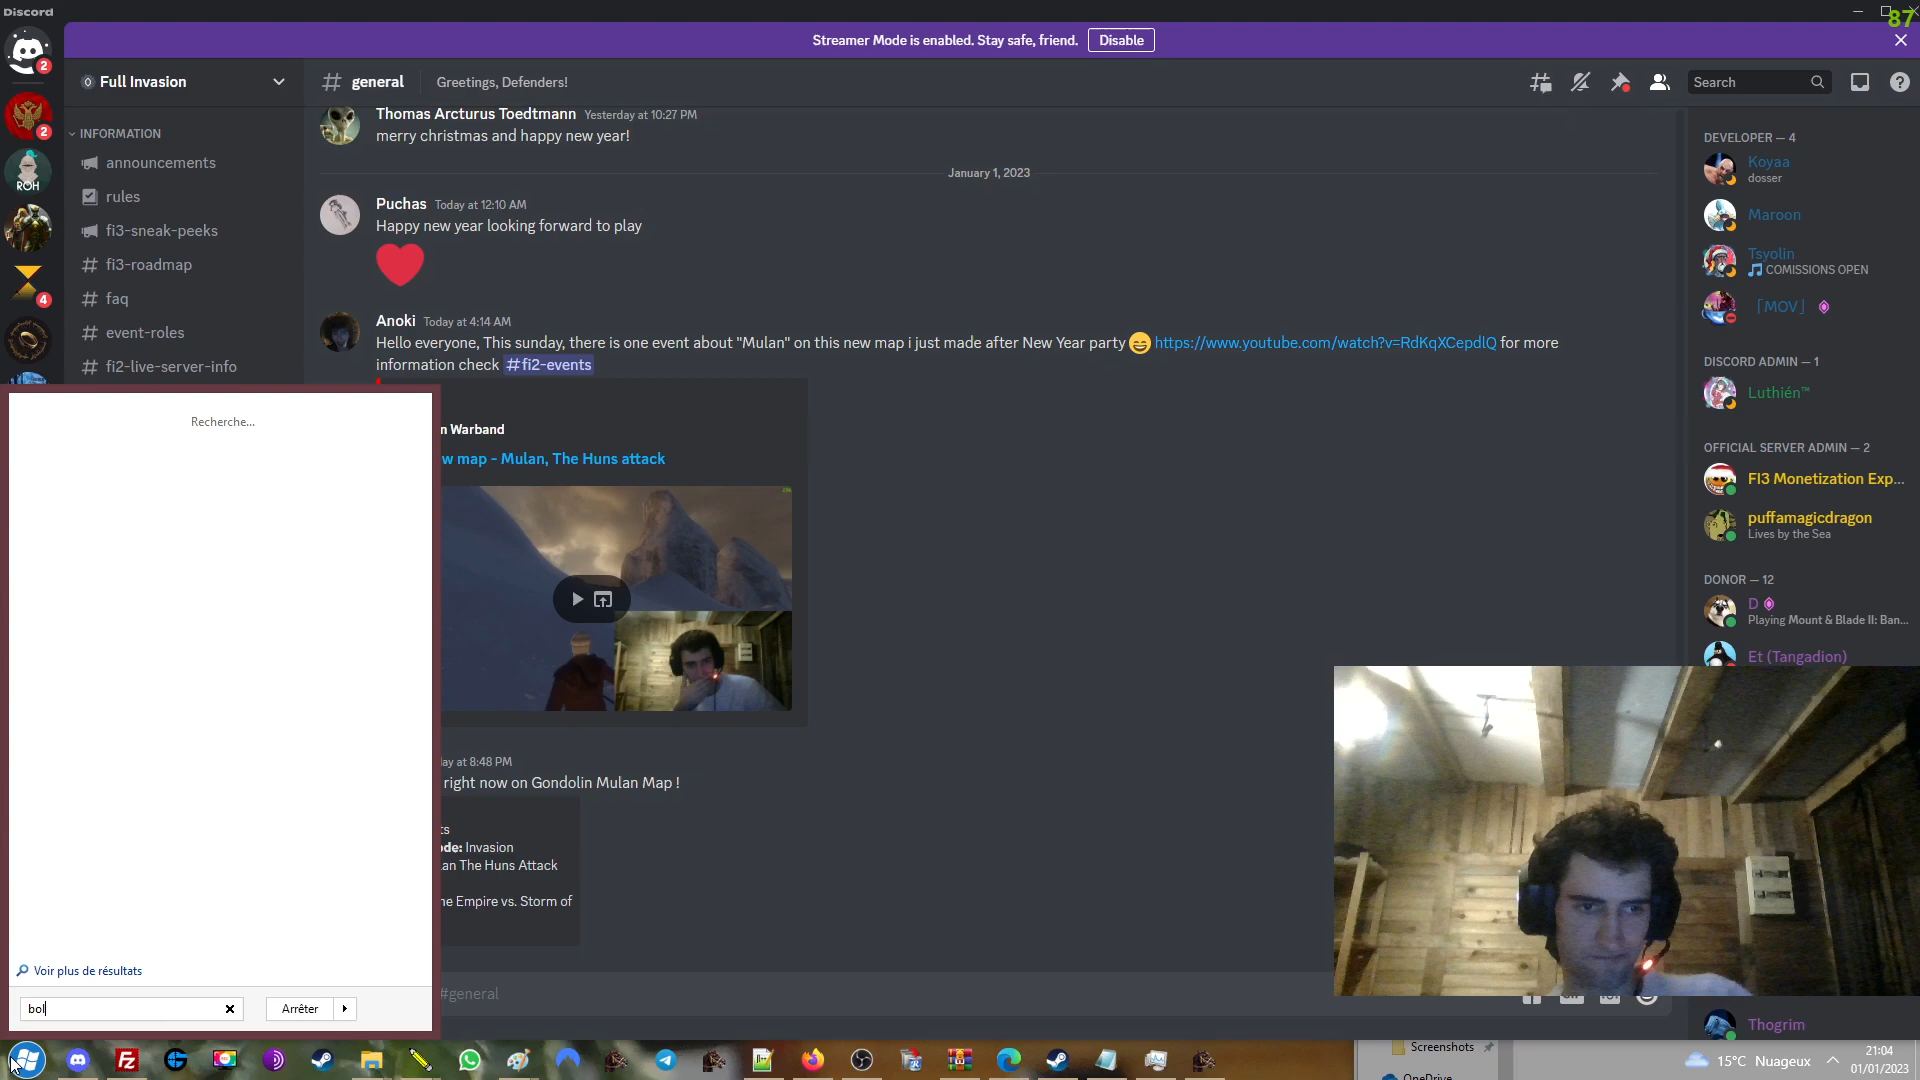 Discord
87
Streamer Mode is enabled. Stay safe, friend.
Disable
2
2
ROH
4
Full Invasion
general
Greetings, Defenders!
Search
INFORMATION
announcements
rules
fi3-sneak-peeks
fi3-roadmap
faq
event-roles
fi2-live-server-info
Thomas Arcturus Toedtmann Yesterday at 10:27 PM
merry christmas and happy new year!
January 1, 2023
Puchas Today at 12:10 AM
Happy new year looking forward to play
Anoki Today at 4:14 AM
Hello everyone, This sunday, there is one event about "Mulan" on this new map i just made after New Year party 😄 https://www.youtube.com/watch?v=RdKqXCepdlQ for more
information check #fi2-events
n Warband
w map - Mulan, The Huns attack
ay at 8:48 PM
right now on Gondolin Mulan Map !
ts
de: Invasion
an The Huns Attack
he Empire vs. Storm of
#general
DEVELOPER — 4
Koyaa
dosser
Maroon
Tsyolin
🎵 COMISSIONS OPEN
「MOV」
DISCORD ADMIN — 1
Luthién™
OFFICIAL SERVER ADMIN — 2
FI3 Monetization Exp...
puffamagicdragon
Lives by the Sea
DONOR — 12
D
Playing Mount & Blade II: Ban...
Et (Tangadion)
Thogrim
Recherche...
Voir plus de résultats
bol
Arrêter
Screenshots
OneDrive
15°C Nuageux
21:04
01/01/2023